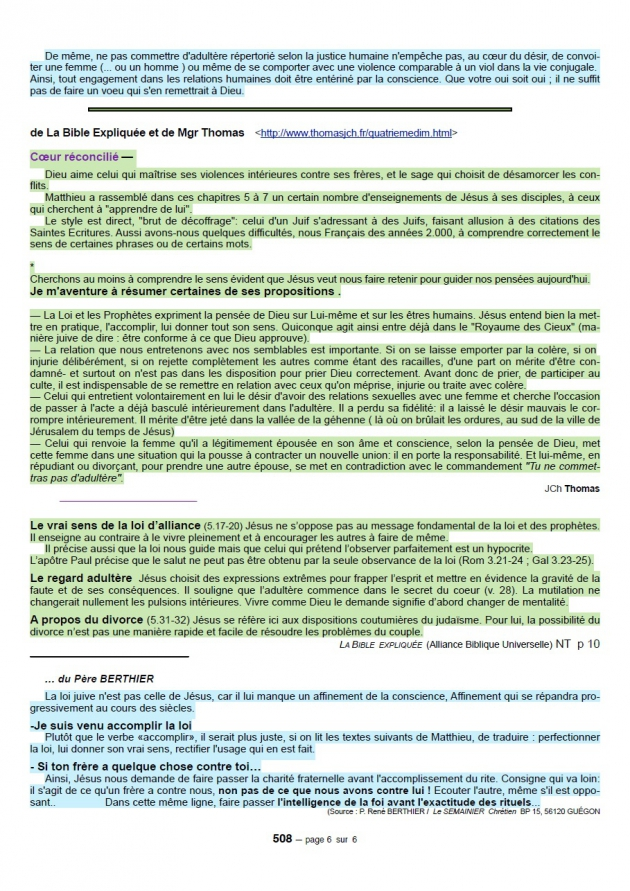 De même, ne pas commettre d'adultère répertorié selon la justice humaine n'empêche pas, au cœur du désir, de convoi-
ter une femme (... ou un homme ) ou même de se comporter avec une violence comparable à un viol dans la vie conjugale.
Ainsi, tout engagement dans les relations humaines doit être entériné par la conscience. Que votre oui soit oui ; il ne suffit
pas de faire un voeu qui s'en remettrait à Dieu.
de La Bible Expliquée et de Mgr Thomas <http://www.thomasjch.fr/quatriemedim.html>
Cœur réconcilié —
Dieu aime celui qui maîtrise ses violences intérieures contre ses frères, et le sage qui choisit de désamorcer les con-
flits.
Matthieu a rassemblé dans ces chapitres 5 à 7 un certain nombre d'enseignements de Jésus à ses disciples, à ceux
qui cherchent à "apprendre de lui".
Le style est direct, "brut de décoffrage": celui d'un Juif s'adressant à des Juifs, faisant allusion à des citations des
Saintes Ecritures. Aussi avons-nous quelques difficultés, nous Français des années 2.000, à comprendre correctement le
sens de certaines phrases ou de certains mots.
*
Cherchons au moins à comprendre le sens évident que Jésus veut nous faire retenir pour guider nos pensées aujourd'hui.
Je m'aventure à résumer certaines de ses propositions .
— La Loi et les Prophètes expriment la pensée de Dieu sur Lui-même et sur les êtres humains. Jésus entend bien la met-
tre en pratique, l'accomplir, lui donner tout son sens. Quiconque agit ainsi entre déjà dans le "Royaume des Cieux" (ma-
nière juive de dire : être conforme à ce que Dieu approuve).
— La relation que nous entretenons avec nos semblables est importante. Si on se laisse emporter par la colère, si on
injurie délibérément, si on rejette complètement les autres comme étant des racailles, d'une part on mérite d'être con-
damné- et surtout on n'est pas dans les disposition pour prier Dieu correctement. Avant donc de prier, de participer au
culte, il est indispensable de se remettre en relation avec ceux qu'on méprise, injurie ou traite avec colère.
— Celui qui entretient volontairement en lui le désir d'avoir des relations sexuelles avec une femme et cherche l'occasion
de passer à l'acte a déjà basculé intérieurement dans l'adultère. Il a perdu sa fidélité: il a laissé le désir mauvais le cor-
rompre intérieurement. Il mérite d'être jeté dans la vallée de la géhenne ( là où on brûlait les ordures, au sud de la ville de
Jérusalem du temps de Jésus)
— Celui qui renvoie la femme qu'il a légitimement épousée en son âme et conscience, selon la pensée de Dieu, met
cette femme dans une situation qui la pousse à contracter un nouvelle union: il en porte la responsabilité. Et lui-même, en
répudiant ou divorçant, pour prendre une autre épouse, se met en contradiction avec le commandement "Tu ne commet-
tras pas d'adultère".
JCh Thomas
Le vrai sens de la loi d'alliance (5.17-20) Jésus ne s'oppose pas au message fondamental de la loi et des prophètes.
Il enseigne au contraire à le vivre pleinement et à encourager les autres à faire de même.
Il précise aussi que la loi nous guide mais que celui qui prétend l'observer parfaitement est un hypocrite.
L'apôtre Paul précise que le salut ne peut pas être obtenu par la seule observance de la loi (Rom 3.21-24 ; Gal 3.23-25).
Le regard adultère Jésus choisit des expressions extrêmes pour frapper l'esprit et mettre en évidence la gravité de la
faute et de ses conséquences. Il souligne que l'adultère commence dans le secret du coeur (v. 28). La mutilation ne
changerait nullement les pulsions intérieures. Vivre comme Dieu le demande signifie d'abord changer de mentalité.
A propos du divorce (5.31-32) Jésus se réfère ici aux dispositions coutumières du judaïsme. Pour lui, la possibilité du
divorce n'est pas une manière rapide et facile de résoudre les problèmes du couple.
LA BIBLE EXPLIQUÉE (Alliance Biblique Universelle) NT p 10
... du Père BERTHIER
La loi juive n'est pas celle de Jésus, car il lui manque un affinement de la conscience, Affinement qui se répandra pro-
gressivement au cours des siècles.
-Je suis venu accomplir la loi
Plutôt que le verbe «accomplir», il serait plus juste, si on lit les textes suivants de Matthieu, de traduire : perfectionner
la loi, lui donner son vrai sens, rectifier l'usage qui en est fait.
- Si ton frère a quelque chose contre toi…
Ainsi, Jésus nous demande de faire passer la charité fraternelle avant l'accomplissement du rite. Consigne qui va loin:
il s'agit de ce qu'un frère a contre nous, non pas de ce que nous avons contre lui ! Ecouter l'autre, même s'il est oppo-
sant.. Dans cette même ligne, faire passer l'intelligence de la foi avant l'exactitude des rituels...
(Source : P. René BERTHIER / Le SEMAINIER Chrétien BP 15, 56120 GUÉGON
508 — page 6 sur 6